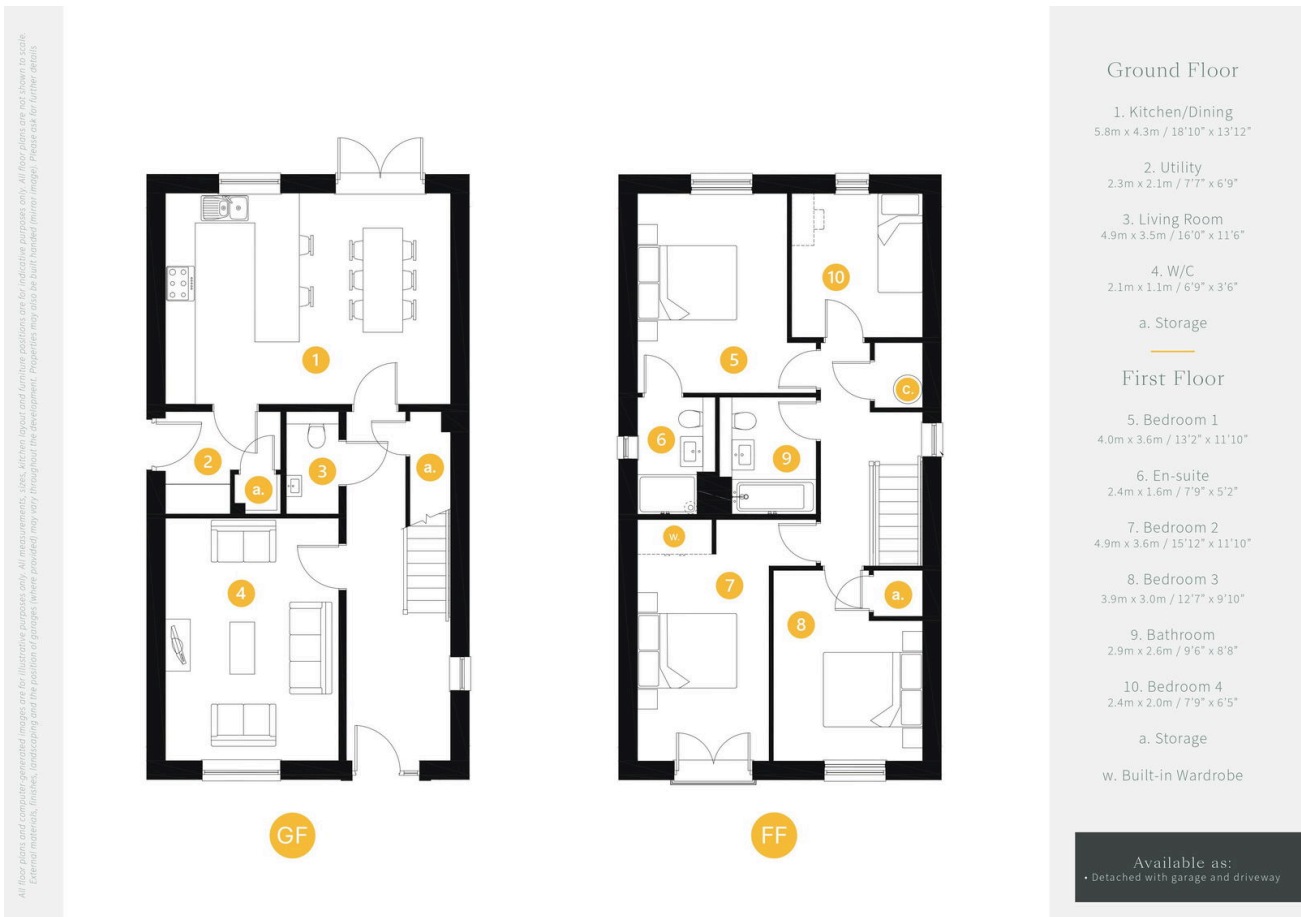 All floor plans and computer-generated images are for illustrative purposes only. All measurements, sizes, kitchen layout and furniture positions are for indicative purposes only. All floor plans are not shown to scale.
External materials, finishes, landscaping and the position of garages (where provided) may vary throughout the development. Properties may also be built handed (mirror image). Please ask for further details
1
2
a.
3
a.
4
GF
5
10
c.
6
9
w.
7
8
a.
FF
Ground Floor
1. Kitchen/Dining
5.8m x 4.3m / 18'10" x 13'12"
2. Utility
2.3m x 2.1m / 7'7" x 6'9"
3. Living Room
4.9m x 3.5m / 16'0" x 11'6"
4. W/C
2.1m x 1.1m / 6'9" x 3'6"
a. Storage
First Floor
5. Bedroom 1
4.0m x 3.6m / 13'2" x 11'10"
6. En-suite
2.4m x 1.6m / 7'9" x 5'2"
7. Bedroom 2
4.9m x 3.6m / 15'12" x 11'10"
8. Bedroom 3
3.9m x 3.0m / 12'7" x 9'10"
9. Bathroom
2.9m x 2.6m / 9'6" x 8'8"
10. Bedroom 4
2.4m x 2.0m / 7'9" x 6'5"
a. Storage
w. Built-in Wardrobe
Available as:
• Detached with garage and driveway